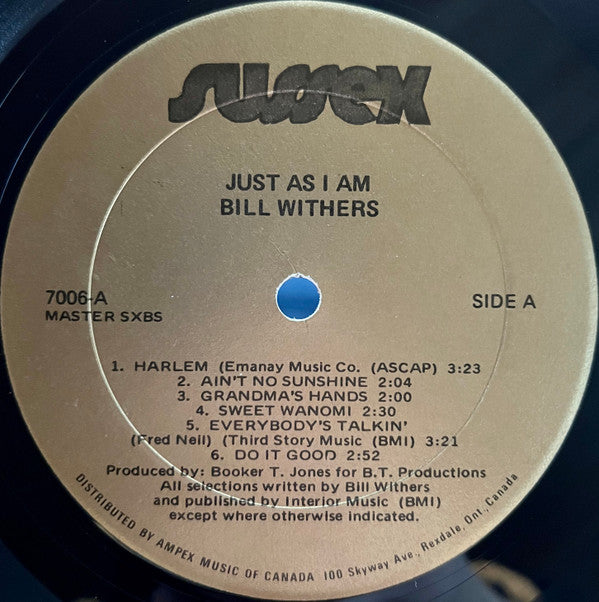 sussex
JUST AS I AM
BILL WITHERS
7006-A
MASTER SXBS
SIDE A
1. HARLEM (Emanay Music Co. (ASCAP) 3:23
2. AIN'T NO SUNSHINE 2:04
3. GRANDMA'S HANDS 2:00
4. SWEET WANOMI 2:30
5. EVERYBODY'S TALKIN'
(Fred Neil) (Third Story Music (BMI) 3:21
6. DO IT GOOD 2:52
Produced by: Booker T. Jones for B.T. Productions
All selections written by Bill Withers
and published by Interior Music (BMI)
except where otherwise indicated.
DISTRIBUTED BY AMPEX MUSIC OF CANADA 100 Skyway Ave., Rexdale, Ont., Canada